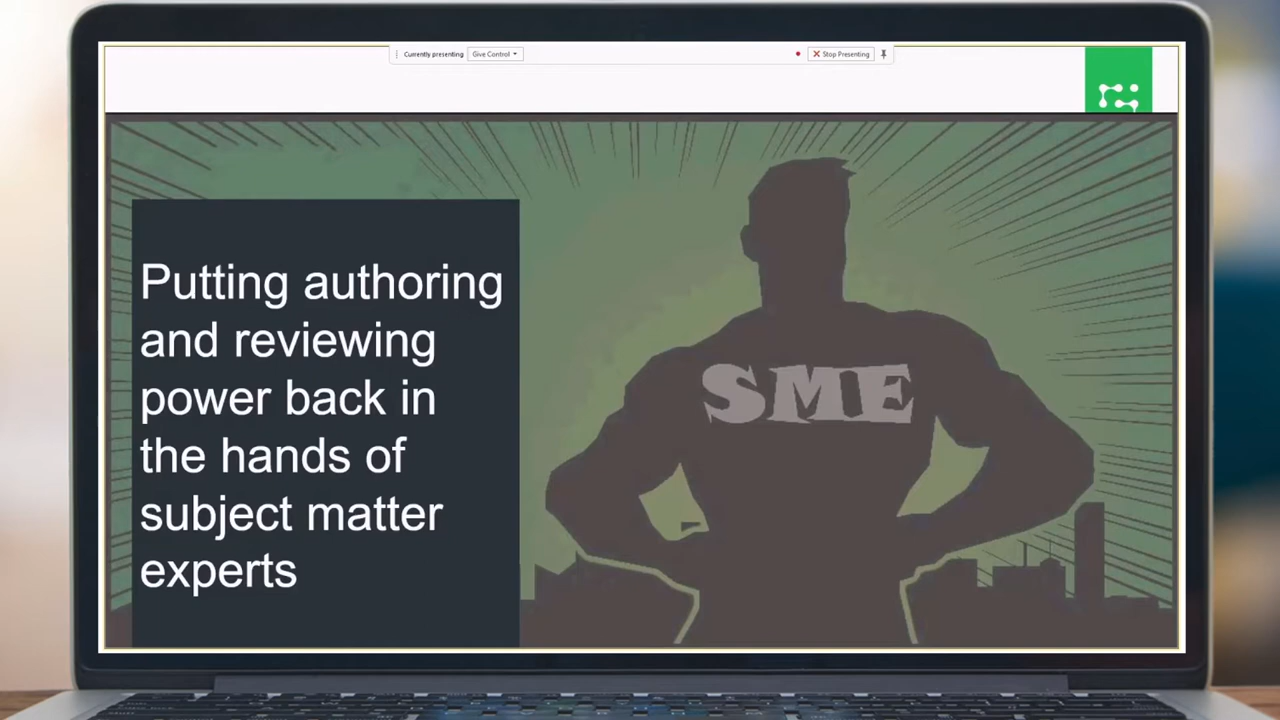 Currently presenting Give Control Stop Presenting
Putting authoring
and reviewing
power back in
the hands of
subject matter
experts
SME